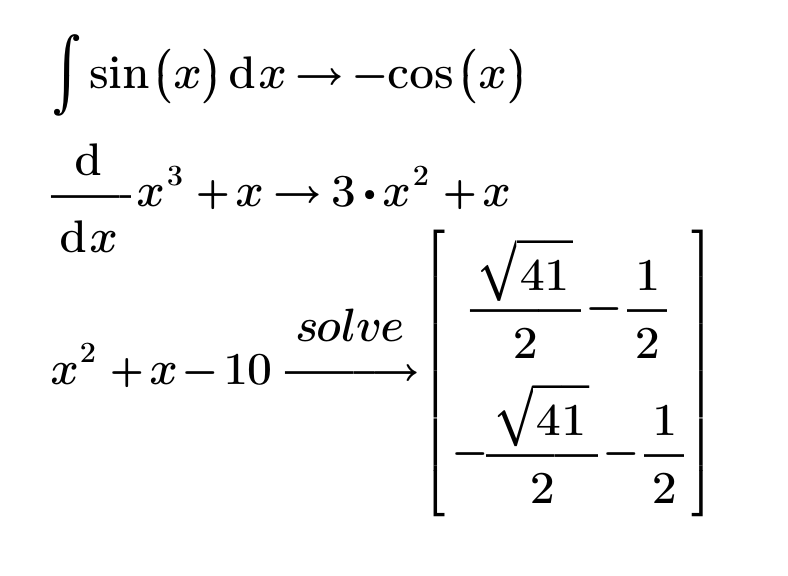 ∫ sin(x) dx → −cos(x)
d/dx x³ + x → 3·x² + x
x² + x − 10 solve → [√41/2 − 1/2
−√41/2 − 1/2]